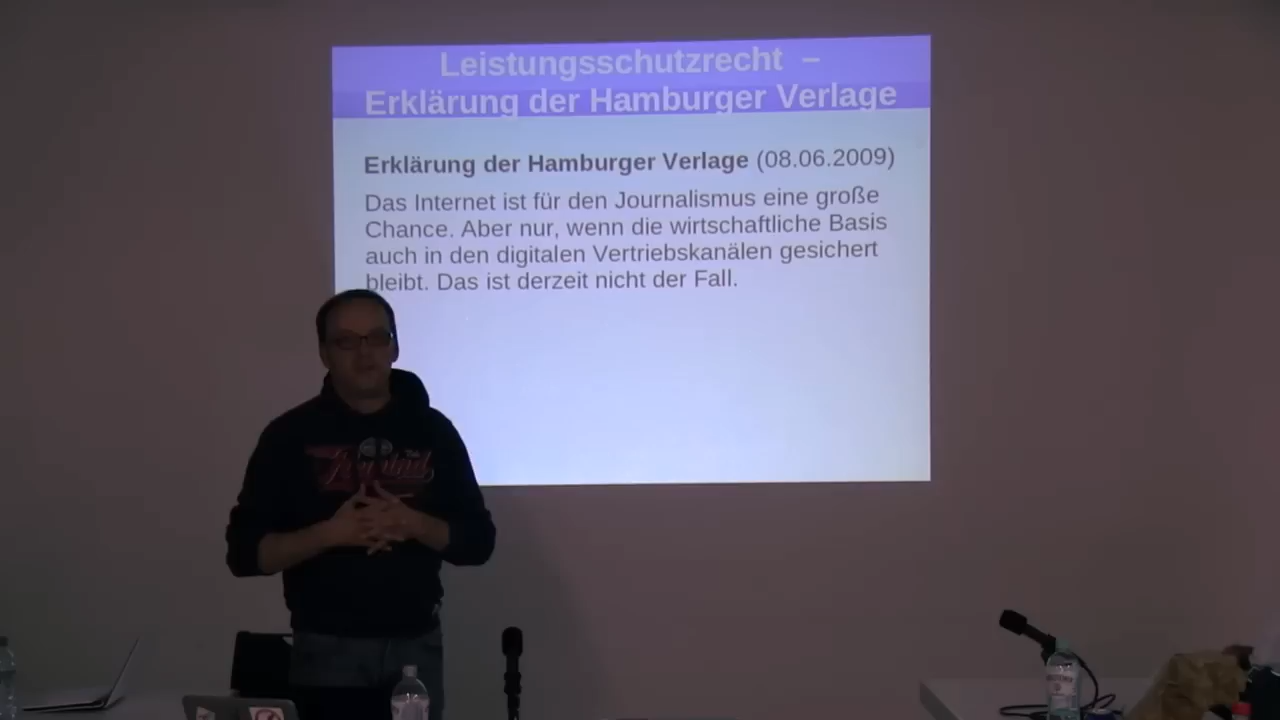 Leistungsschutzrecht –
Erklärung der Hamburger Verlage
Erklärung der Hamburger Verlage (08.06.2009)
Das Internet ist für den Journalismus eine große
Chance. Aber nur, wenn die wirtschaftliche Basis
auch in den digitalen Vertriebskanälen gesichert
bleibt. Das ist derzeit nicht der Fall.